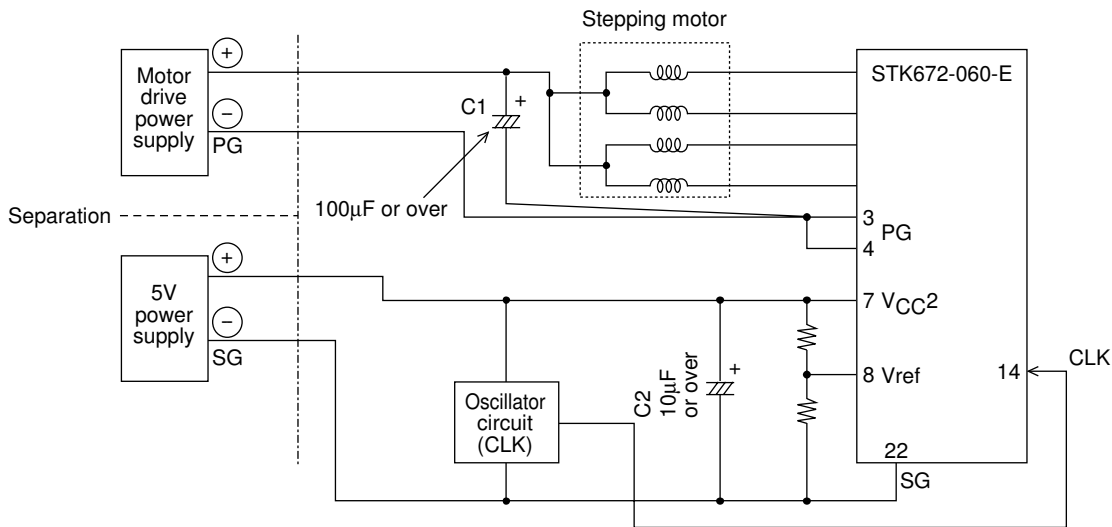 Stepping motor
Motor
drive
power
supply
+
−
PG
C1
+
100μF or over
STK672-060-E
3
PG
4
Separation
5V
power
supply
+
−
SG
7 VCC2
8 Vref
14
CLK
Oscillator
circuit
(CLK)
C2
10μF
or over
+
22
SG